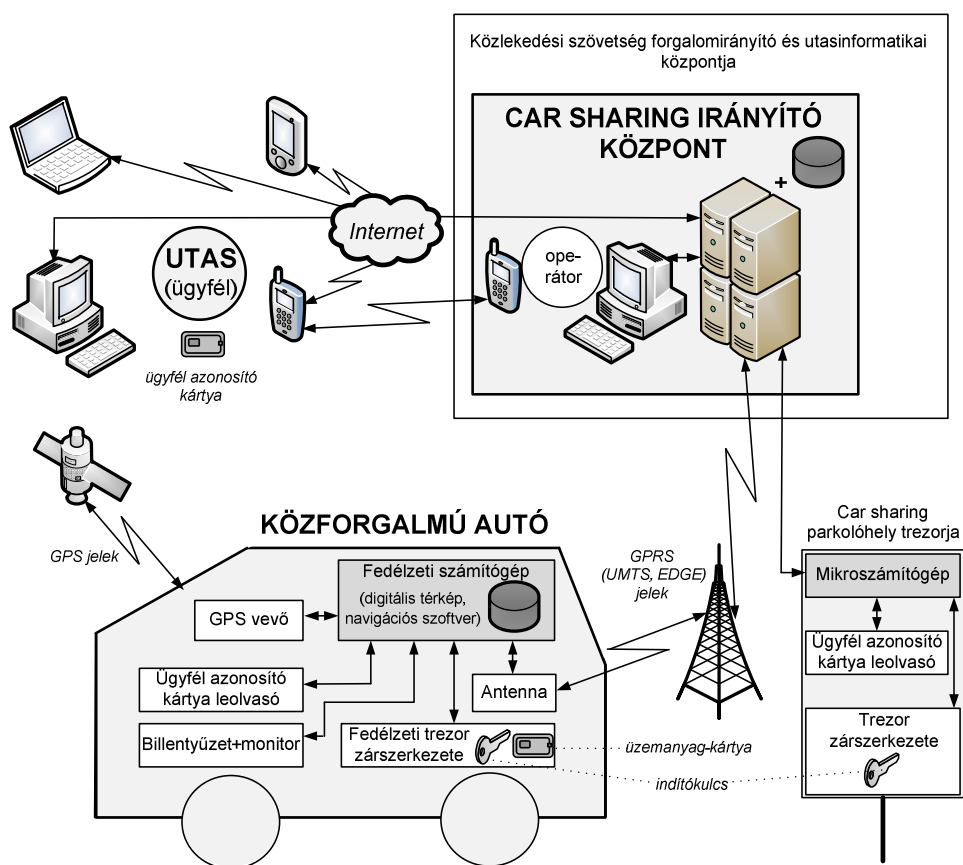 Közlekedési szövetség forgalomirányító és utasinformatikai
központja
CAR SHARING IRÁNYÍTÓ
KÖZPONT
+
Internet
UTAS
(ügyfél)
ope-
rátor
ügyfél azonosító
kártya
GPS jelek
KÖZFORGALMÚ AUTÓ
GPRS
(UMTS, EDGE)
jelek
Car sharing
parkolóhely trezorja
Fedélzeti számítógép
(digitális térkép,
navigációs szoftver)
GPS vevő
Ügyfél azonosító
kártya leolvasó
Antenna
Billentyűzet+monitor
Fedélzeti trezor
zárszerkezete
üzemanyag-kártya
indítókulcs
Mikroszámítógép
Ügyfél azonosító
kártya leolvasó
Trezor
zárszerkezete